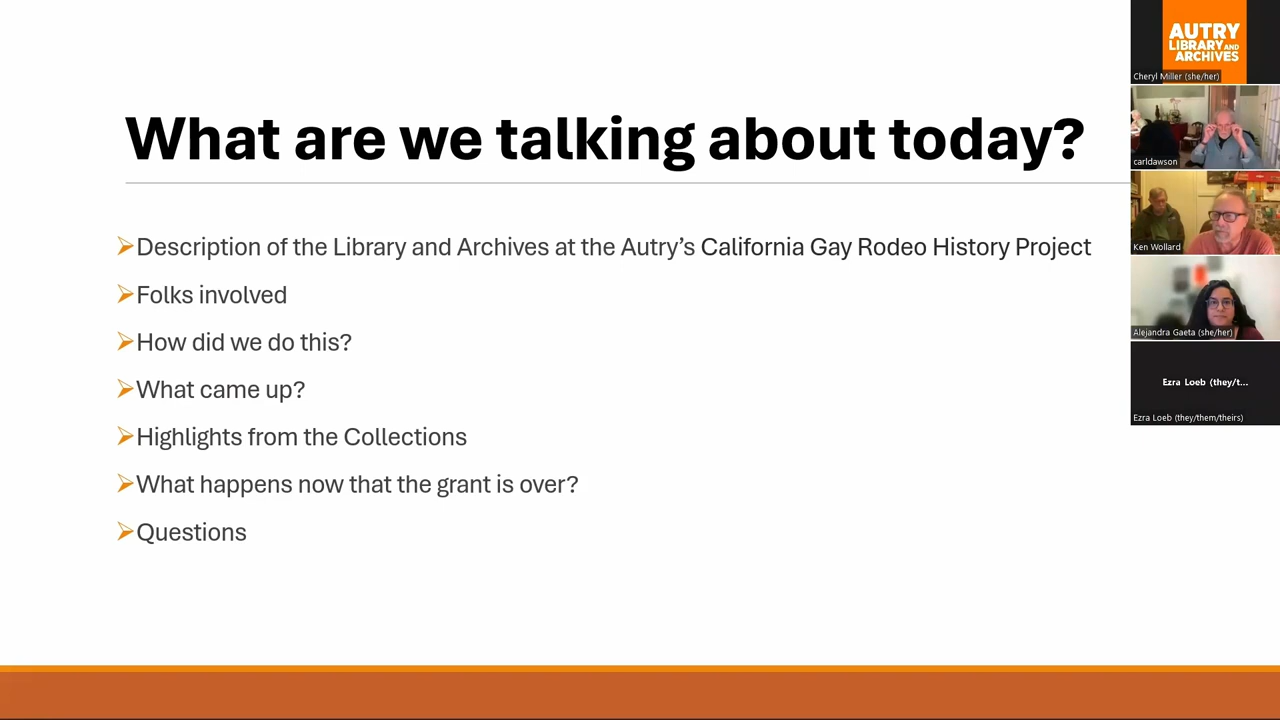 What are we talking about today?
Description of the Library and Archives at the Autry’s California Gay Rodeo History Project
Folks involved
How did we do this?
What came up?
Highlights from the Collections
What happens now that the grant is over?
Questions
AUTRY
LIBRARY AND
ARCHIVES
Cheryl Miller (she/her)
carldawson
Ken Wollard
Alejandra Gaeta (she/her)
Ezra Loeb (they/t...
Ezra Loeb (they/them/theirs)